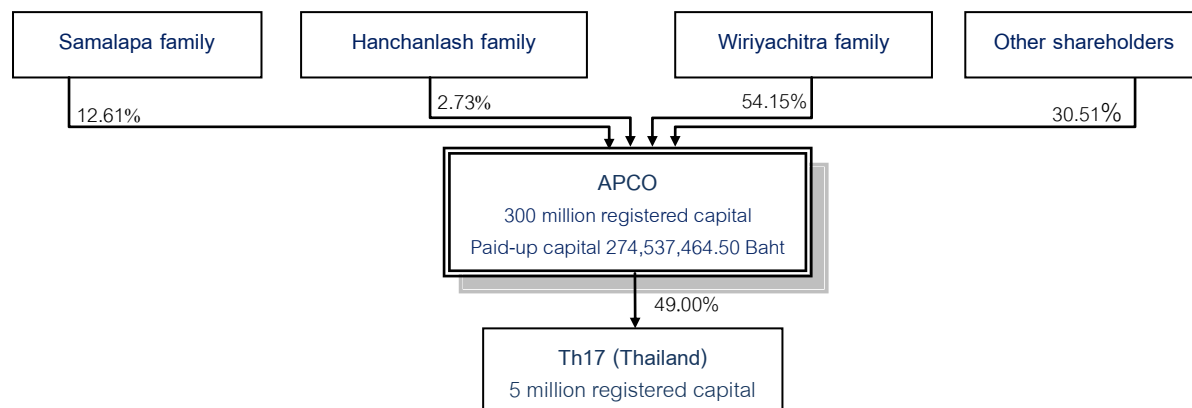 Samalapa family
Hanchanlash family
Wiriyachitra family
Other shareholders
12.61%
2.73%
54.15%
30.51%
APCO
300 million registered capital
Paid-up capital 274,537,464.50 Baht
49.00%
Th17 (Thailand)
5 million registered capital